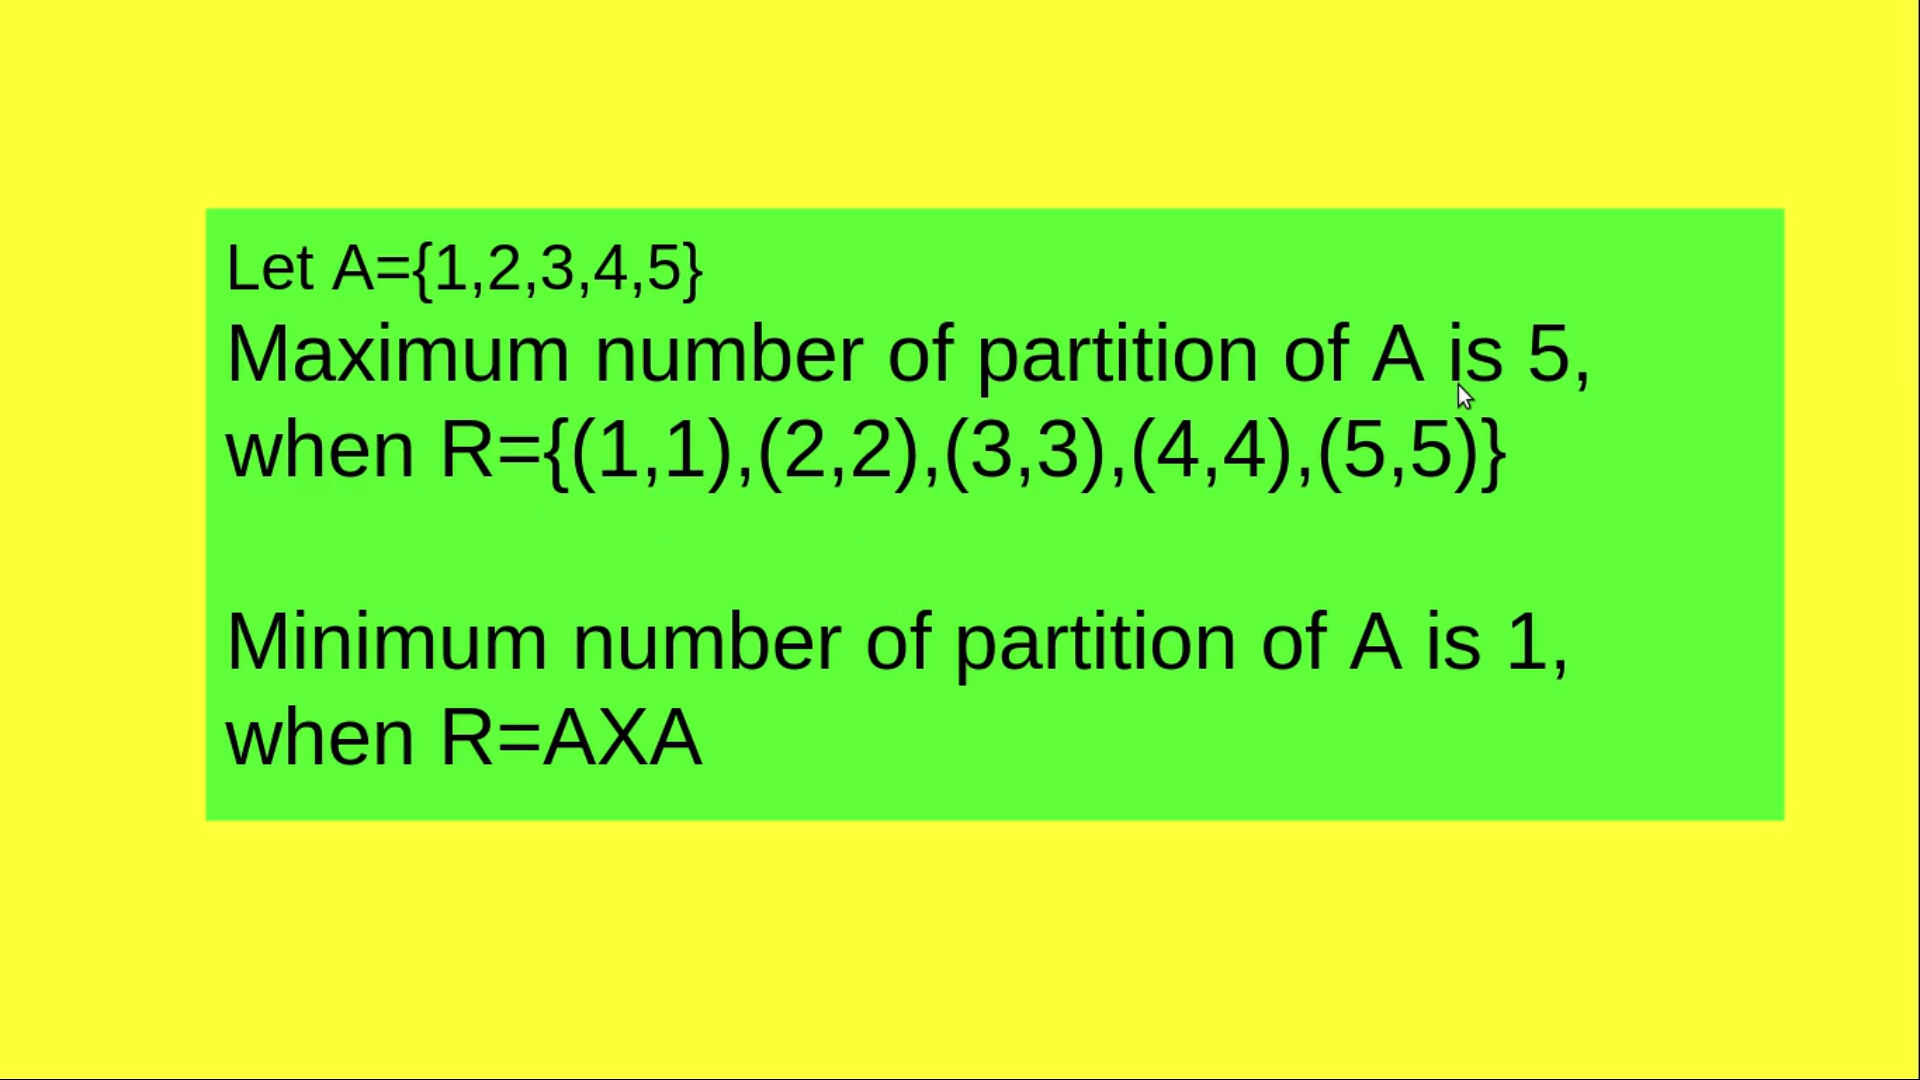 Let A={1,2,3,4,5}
Maximum number of partition of A is 5,
when R={(1,1),(2,2),(3,3),(4,4),(5,5)}
Minimum number of partition of A is 1,
when R=AXA